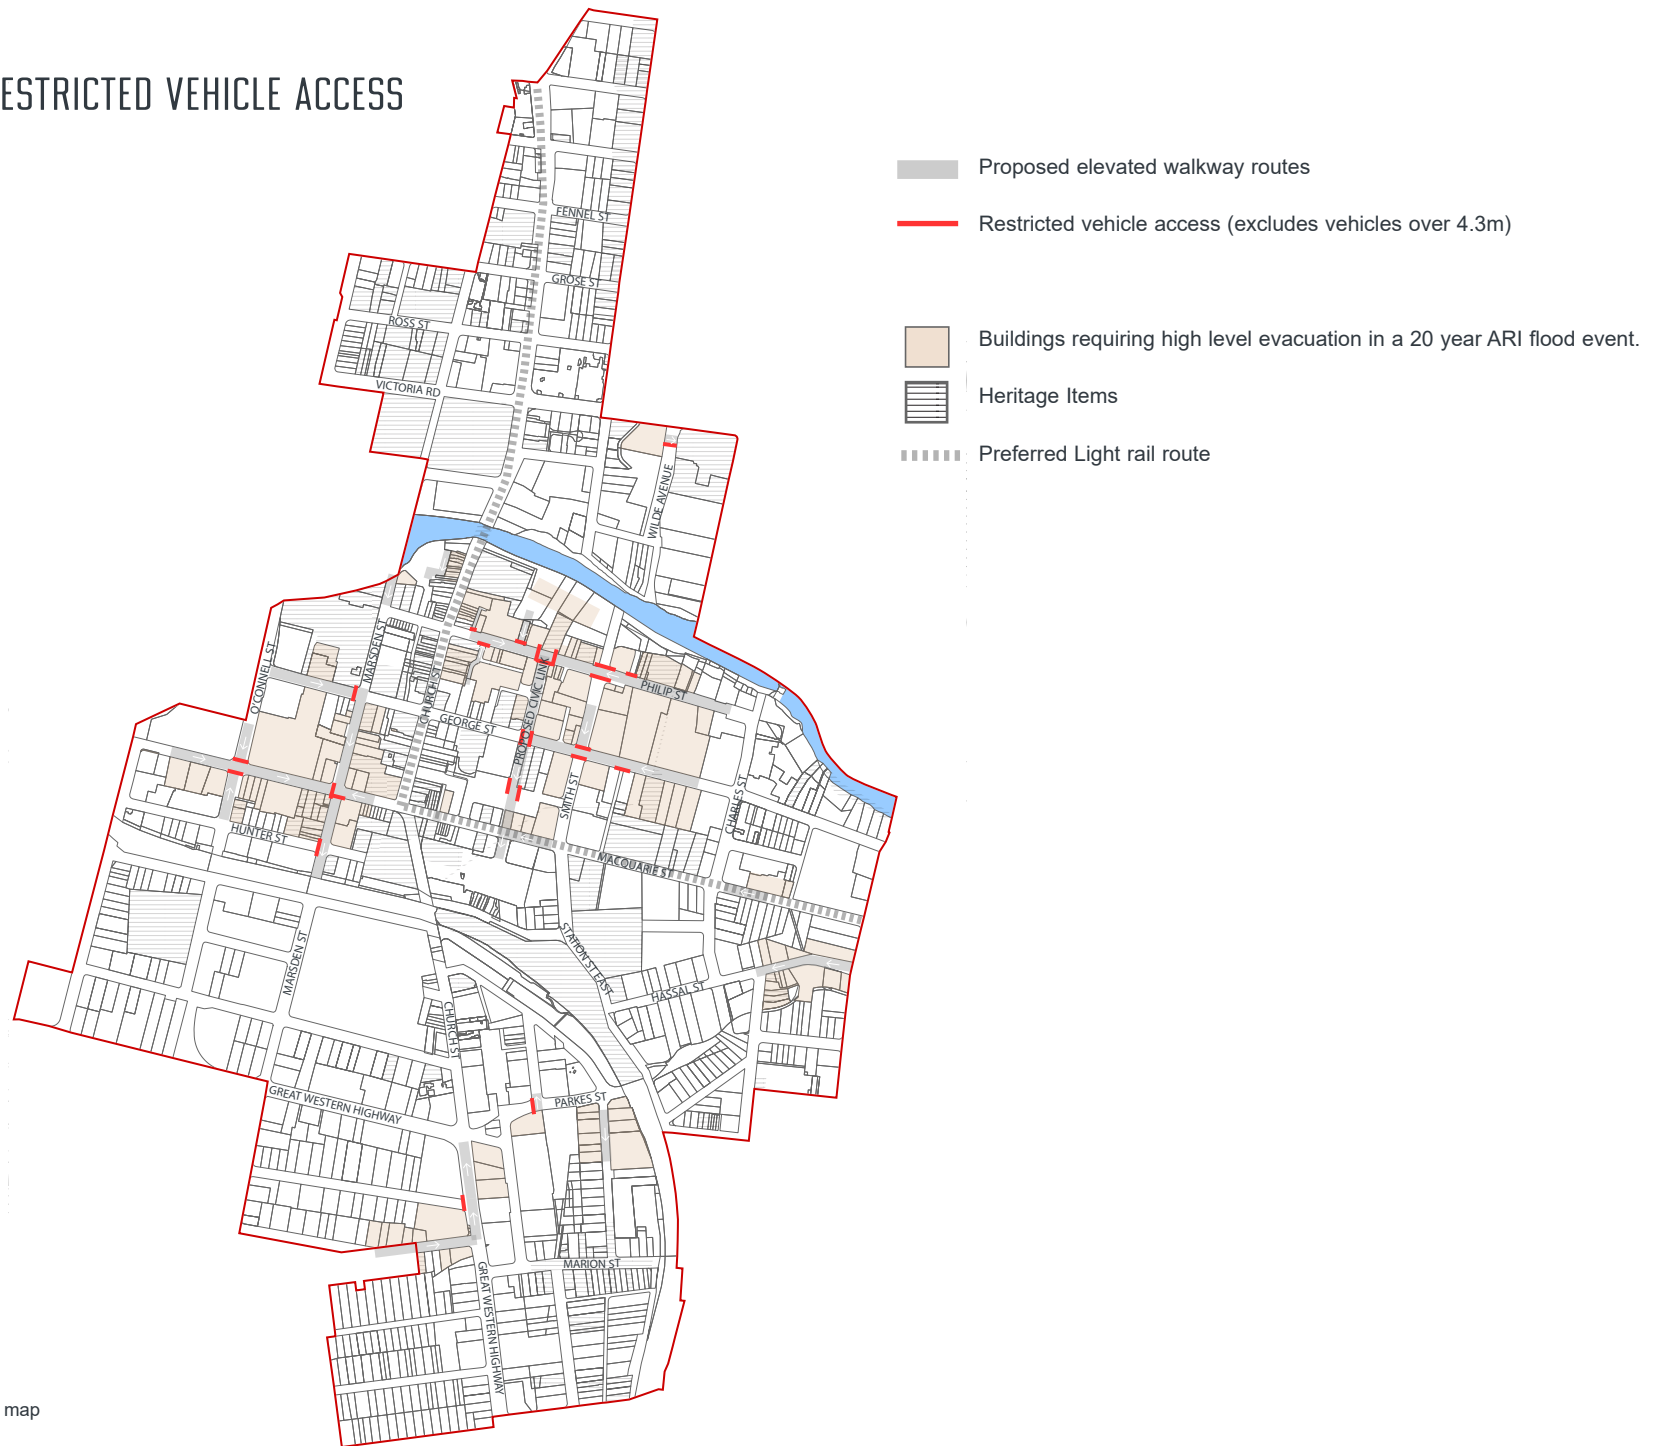 ESTRICTED VEHICLE ACCESS
Proposed elevated walkway routes
Restricted vehicle access (excludes vehicles over 4.3m)
Buildings requiring high level evacuation in a 20 year ARI flood event.
Heritage Items
Preferred Light rail route
FENNEL ST
GROSE ST
ROSS ST
VICTORIA RD
WILDE AVENUE
O'CONNELL ST
MARSDEN ST
CHURCH S
GEORGE ST
PROPOSED CIVIC LINK
PHILIP ST
SMITH ST
CHARLES ST
HUNTER ST
MACQUARIE ST
MARSDEN ST
STATION ST EAST
HASSAL ST
CHURCH ST
GREAT WESTERN HIGHWAY
PARKES ST
MARION ST
GREAT WESTERN HIGHWAY
map